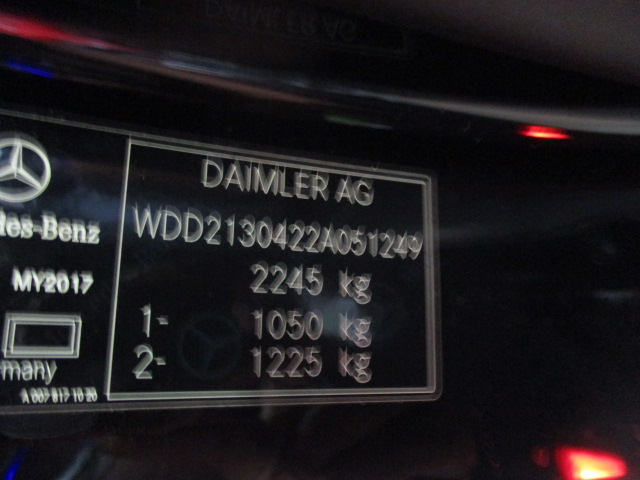 DAIMLER AG
WDD2130422A051249
2245 kg
1- 1050 kg
2- 1225 kg
MY2017